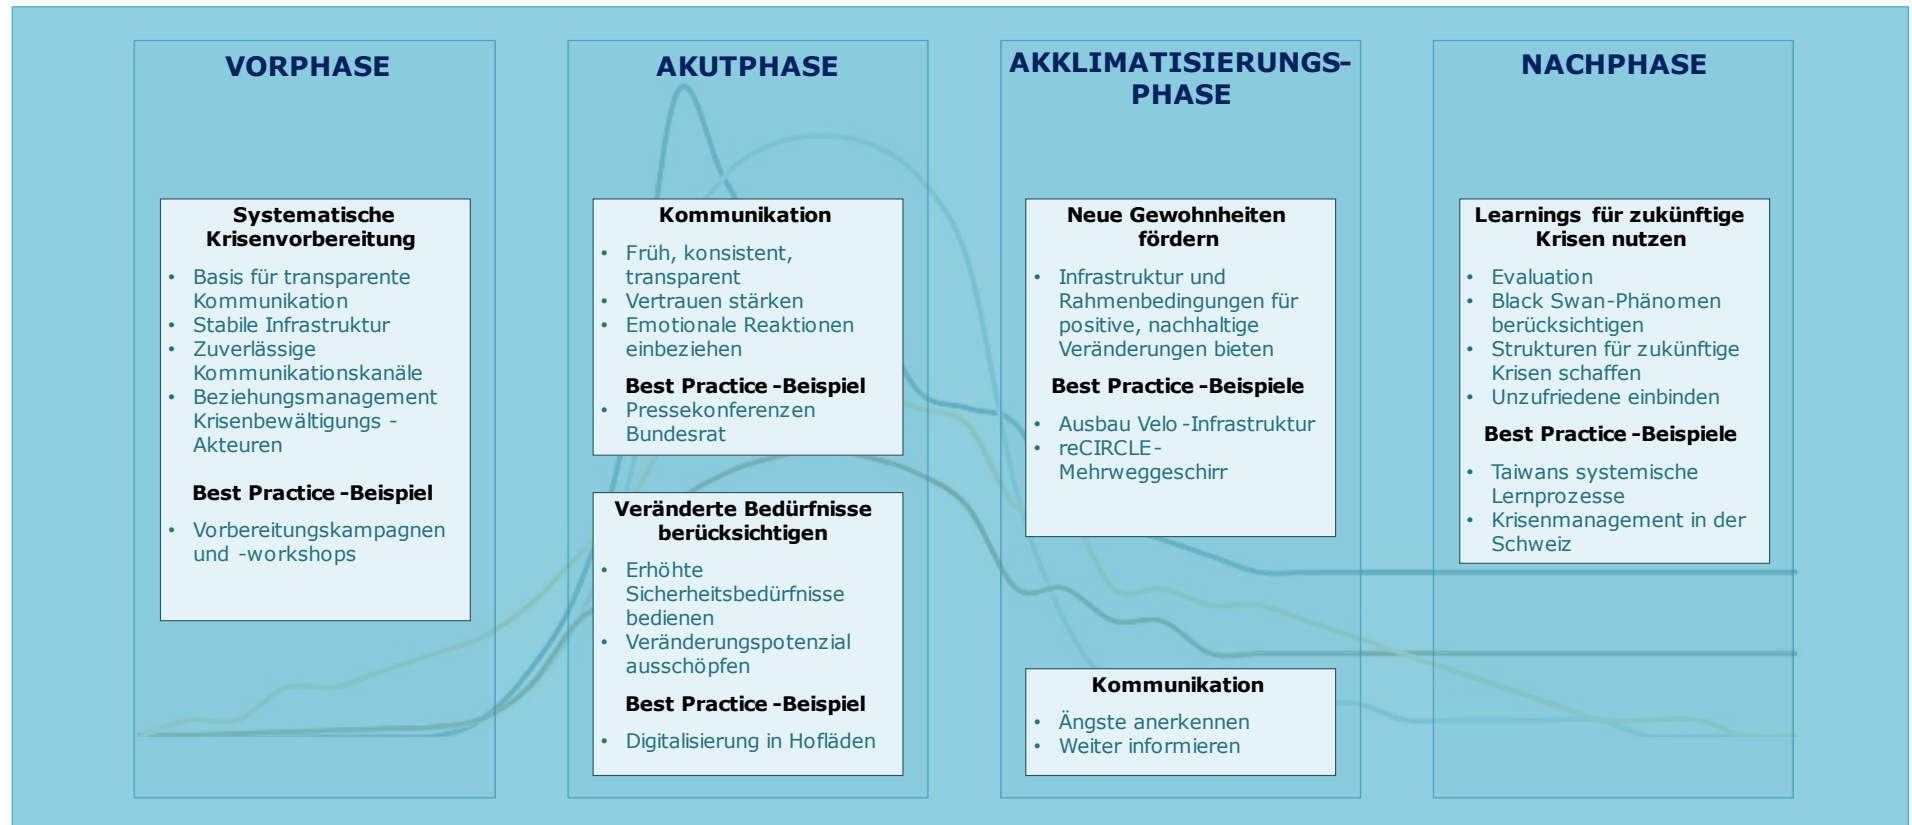 VORPHASE
Systematische
Krisenvorbereitung
• Basis für transparente
Kommunikation
• Stabile Infrastruktur
• Zuverlässige
Kommunikationskanäle
• Beziehungsmanagement
Krisenbewältigungs -
Akteuren
Best Practice -Beispiel
• Vorbereitungskampagnen
und -workshops
AKUTPHASE
Kommunikation
• Früh, konsistent,
transparent
• Vertrauen stärken
• Emotionale Reaktionen
einbeziehen
Best Practice -Beispiel
• Pressekonferenzen
Bundesrat
Veränderte Bedürfnisse
berücksichtigen
• Erhöhte
Sicherheitsbedürfnisse
bedienen
• Veränderungspotenzial
ausschöpfen
Best Practice -Beispiel
• Digitalisierung in Hofläden
AKKLIMATISIERUNGS-
PHASE
Neue Gewohnheiten
fördern
• Infrastruktur und
Rahmenbedingungen für
positive, nachhaltige
Veränderungen bieten
Best Practice -Beispiele
• Ausbau Velo -Infrastruktur
• reCIRCLE-
Mehrweggeschirr
Kommunikation
• Ängste anerkennen
• Weiter informieren
NACHPHASE
Learnings für zukünftige
Krisen nutzen
• Evaluation
• Black Swan-Phänomen
berücksichtigen
• Strukturen für zukünftige
Krisen schaffen
• Unzufriedene einbinden
Best Practice -Beispiele
• Taiwans systemische
Lernprozesse
• Krisenmanagement in der
Schweiz